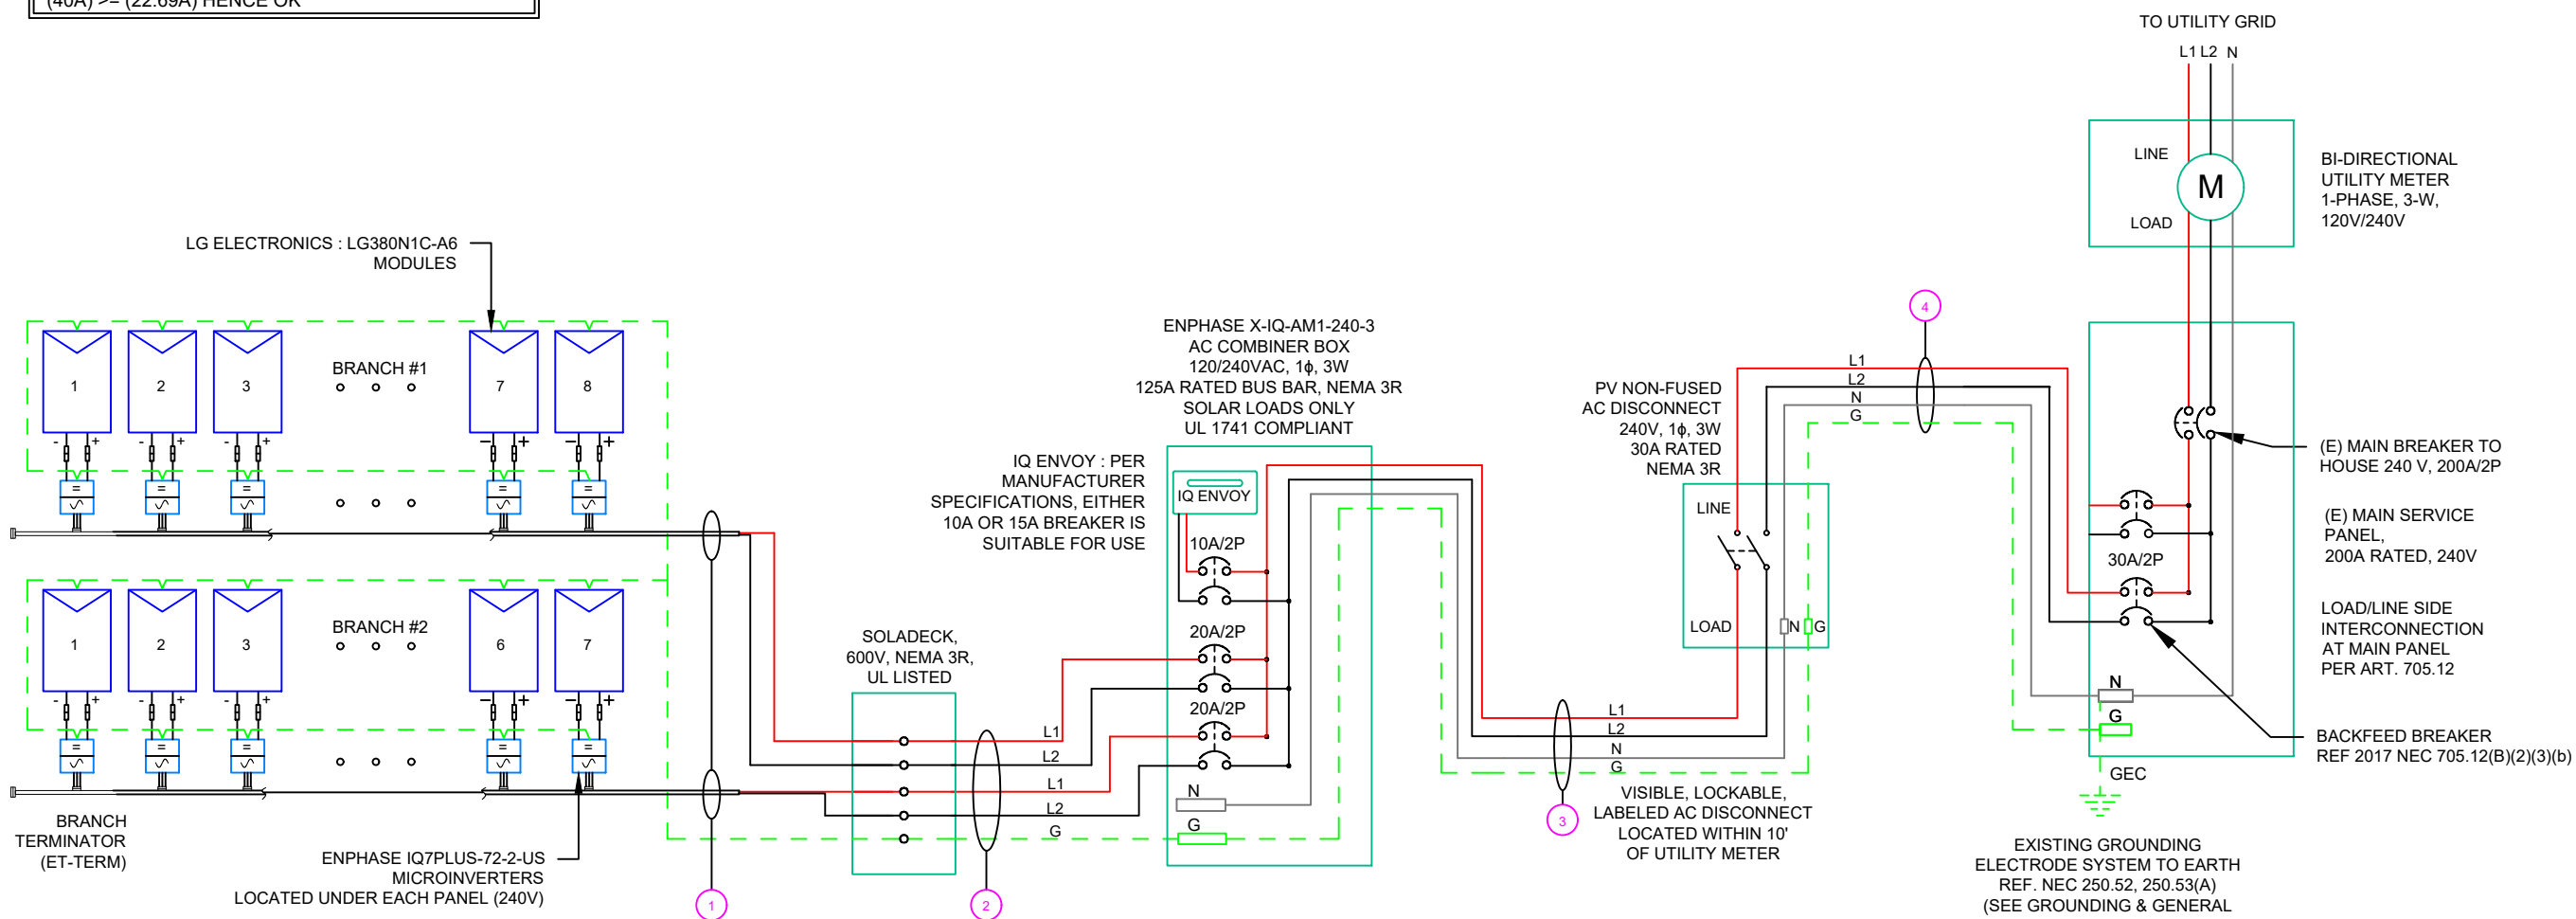 (40A) >= (22.69A) HENCE OK
TO UTILITY GRID
L1 L2 N
LINE
M
LOAD
BI-DIRECTIONAL
UTILITY METER
1-PHASE, 3-W,
120V/240V
LG ELECTRONICS : LG380N1C-A6
MODULES
1
2
3
BRANCH #1
7
8
- +
- +
- +
- +
- +
=
=
=
=
=
1
2
3
BRANCH #2
6
7
- +
- +
- +
- +
- +
=
=
=
=
=
BRANCH
TERMINATOR
(ET-TERM)
ENPHASE IQ7PLUS-72-2-US
MICROINVERTERS
LOCATED UNDER EACH PANEL (240V)
1
SOLADECK,
600V, NEMA 3R,
UL LISTED
L1
L2
L1
L2
G
2
ENPHASE X-IQ-AM1-240-3
AC COMBINER BOX
120/240VAC, 1ϕ, 3W
125A RATED BUS BAR, NEMA 3R
SOLAR LOADS ONLY
UL 1741 COMPLIANT
IQ ENVOY : PER
MANUFACTURER
SPECIFICATIONS, EITHER
10A OR 15A BREAKER IS
SUITABLE FOR USE
IQ ENVOY
10A/2P
20A/2P
20A/2P
N
G
L1
L2
N
G
3
PV NON-FUSED
AC DISCONNECT
240V, 1ϕ, 3W
30A RATED
NEMA 3R
LINE
LOAD
N G
VISIBLE, LOCKABLE,
LABELED AC DISCONNECT
LOCATED WITHIN 10'
OF UTILITY METER
4
L1
L2
N
G
(E) MAIN BREAKER TO
HOUSE 240 V, 200A/2P
(E) MAIN SERVICE
PANEL,
200A RATED, 240V
30A/2P
LOAD/LINE SIDE
INTERCONNECTION
AT MAIN PANEL
PER ART. 705.12
N
G
BACKFEED BREAKER
REF 2017 NEC 705.12(B)(2)(3)(b)
GEC
EXISTING GROUNDING
ELECTRODE SYSTEM TO EARTH
REF. NEC 250.52, 250.53(A)
(SEE GROUNDING & GENERAL